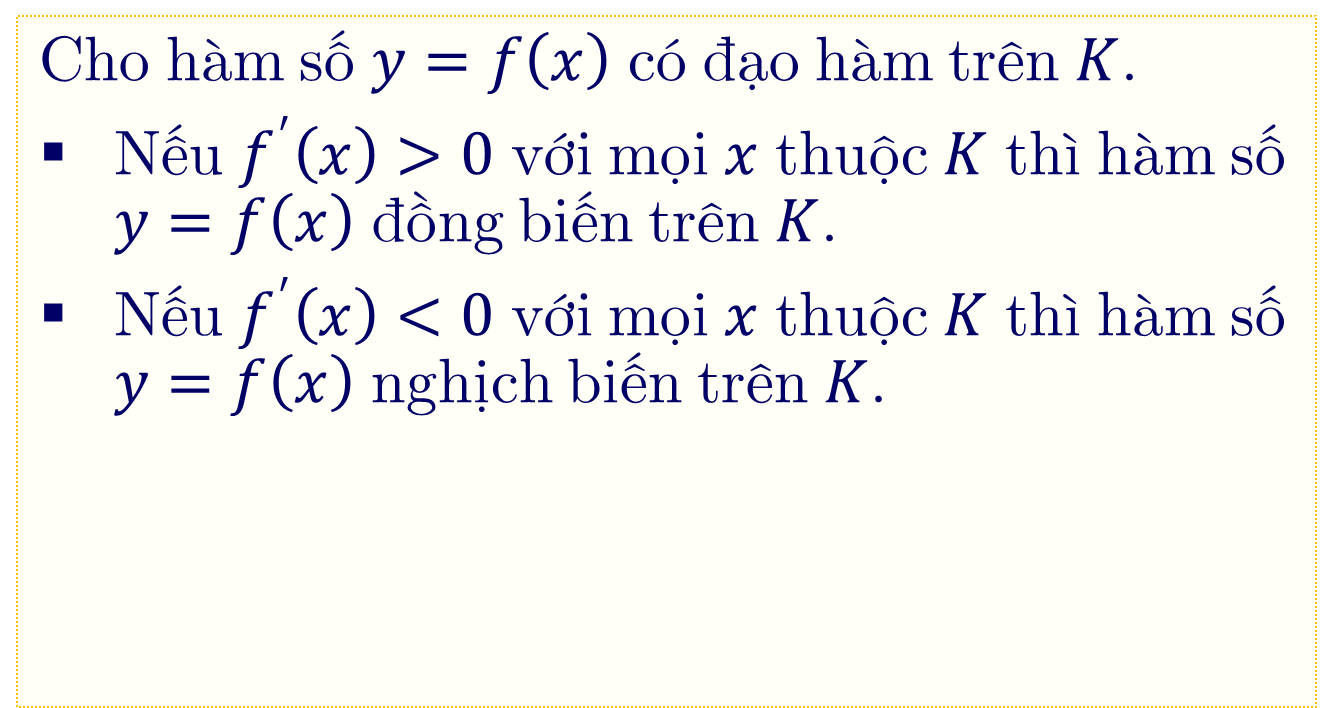 Cho hàm số y = f(x) có đạo hàm trên K.
▪ Nếu f′(x) > 0 với mọi x thuộc K thì hàm số
y = f(x) đồng biến trên K.
▪ Nếu f′(x) < 0 với mọi x thuộc K thì hàm số
y = f(x) nghịch biến trên K.